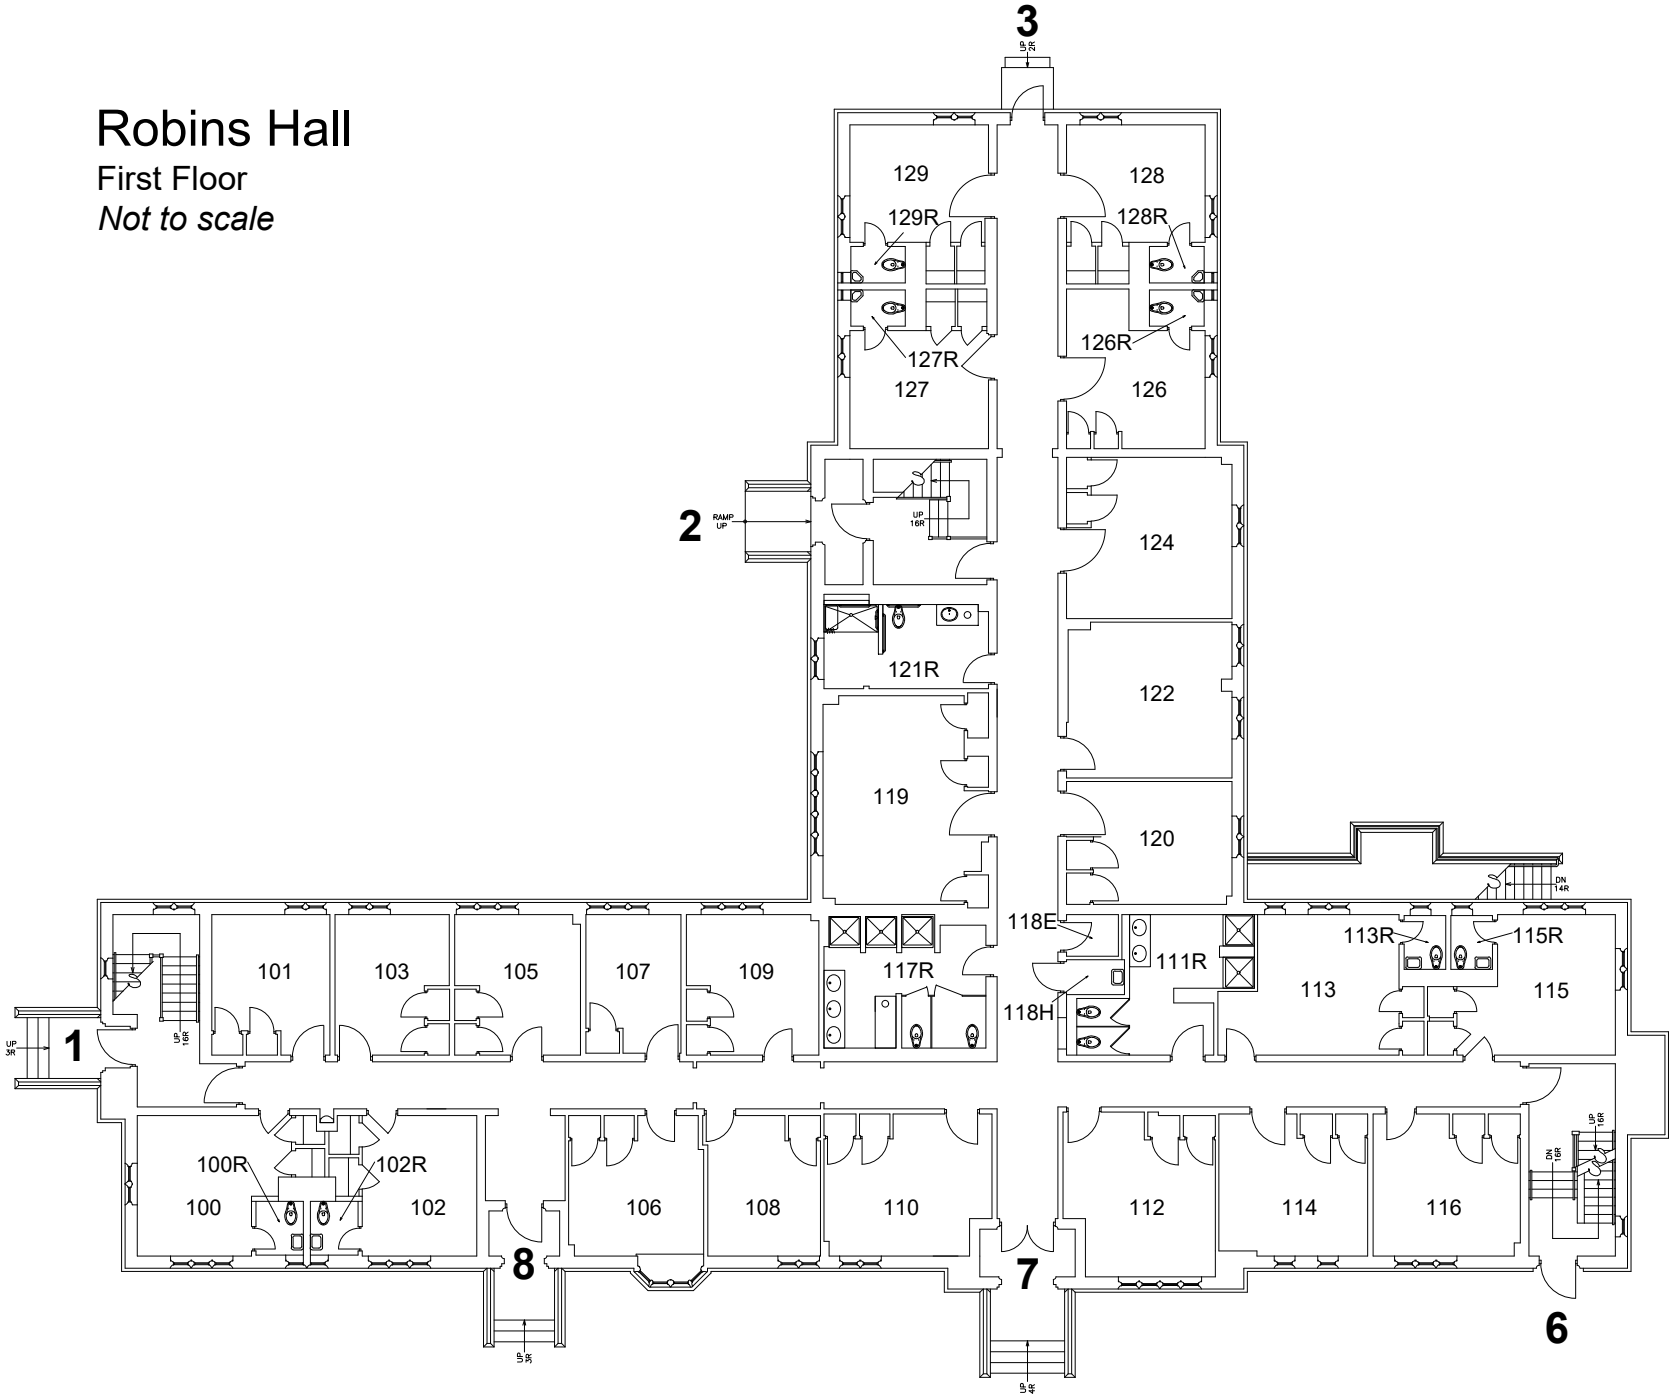 3
UP
2R
Robins Hall
First Floor
Not to scale
129
128
129R
128R
127R
126R
127
126
2
RAMP
UP
UP
16R
124
121R
122
119
120
DN
14R
118E
113R
115R
101
103
105
107
109
117R
111R
113
115
118H
UP
3R
1
UP
16R
100R
102R
100
102
106
108
110
112
114
116
UP
16R
DN
16R
8
7
6
UP
3R
UP
4R